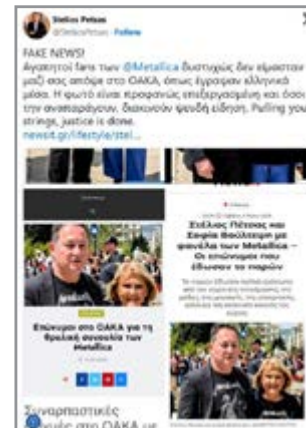 Stelios Petsas · Follow
@SteliosPetsas
FAKE NEWS!
Αγαπητοί fans των @Metallica δυστυχώς δεν είμασταν
μαζί σας απόψε στο ΟΑΚΑ, όπως έγραψαν ελληνικά
μέσα. Η φωτό είναι προφανώς επεξεργασμένη και όσοι
την αναπαράγουν, διακινούν ψευδή είδηση. Pulling you
strings, justice is done.
newsit.gr/lifestyle/stel...
Επώνυμοι στο ΟΑΚΑ για τη
θρυλική συναυλία των
Metallica
Στέλιος Πέτσας και
Σοφία Βούλτεψη με
φανέλα των Metallica –
Οι επώνυμοι που
έδωσαν το παρών
Συναρπαστικές
στο ΟΑΚΑ με